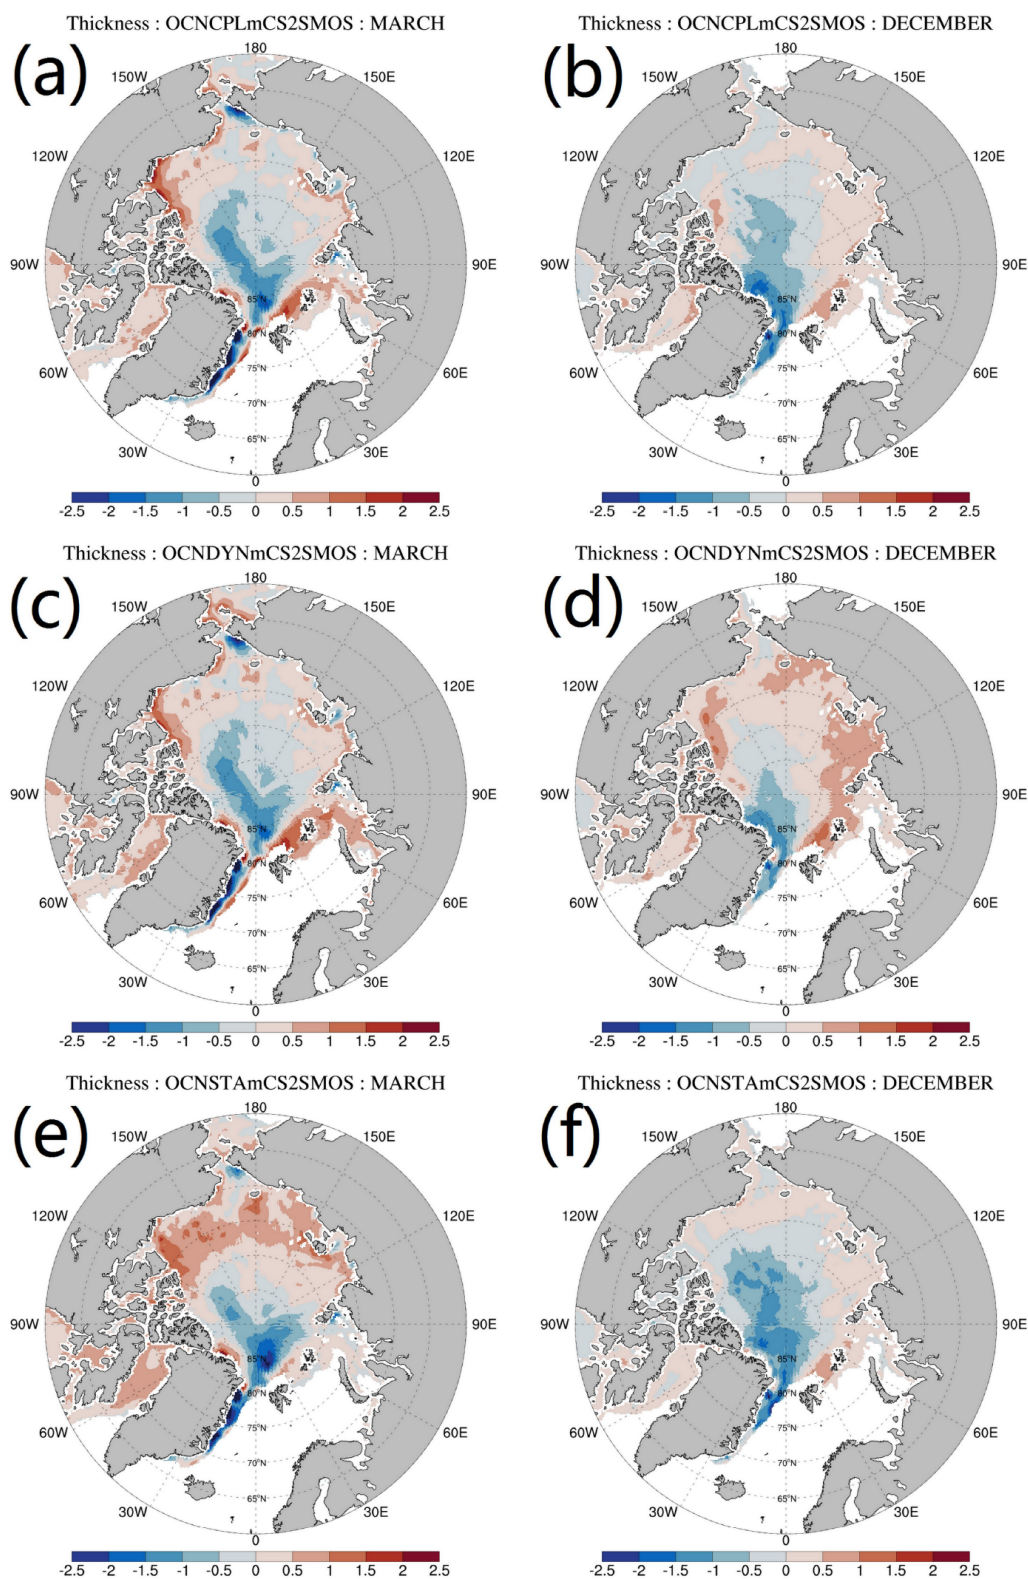 Thickness : OCNCPLmCS2SMOS : MARCH
(a)
180
150W
150E
120W
120E
90W
90E
85°N
80°N
75°N
70°N
65°N
60W
60E
30W
30E
0
-2.5 -2 -1.5 -1 -0.5 0 0.5 1 1.5 2 2.5
Thickness : OCNCPLmCS2SMOS : DECEMBER
(b)
180
150W
150E
120W
120E
90W
90E
85°N
80°N
75°N
70°N
65°N
60W
60E
30W
30E
0
-2.5 -2 -1.5 -1 -0.5 0 0.5 1 1.5 2 2.5
Thickness : OCNDYNmCS2SMOS : MARCH
(c)
180
150W
150E
120W
120E
90W
90E
85°N
80°N
75°N
70°N
65°N
60W
60E
30W
30E
0
-2.5 -2 -1.5 -1 -0.5 0 0.5 1 1.5 2 2.5
Thickness : OCNDYNmCS2SMOS : DECEMBER
(d)
180
150W
150E
120W
120E
90W
90E
85°N
80°N
75°N
70°N
65°N
60W
60E
30W
30E
0
-2.5 -2 -1.5 -1 -0.5 0 0.5 1 1.5 2 2.5
Thickness : OCNSTAmCS2SMOS : MARCH
(e)
180
150W
150E
120W
120E
90W
90E
85°N
80°N
75°N
70°N
65°N
60W
60E
30W
30E
0
-2.5 -2 -1.5 -1 -0.5 0 0.5 1 1.5 2 2.5
Thickness : OCNSTAmCS2SMOS : DECEMBER
(f)
180
150W
150E
120W
120E
90W
90E
85°N
80°N
75°N
70°N
65°N
60W
60E
30W
30E
0
-2.5 -2 -1.5 -1 -0.5 0 0.5 1 1.5 2 2.5